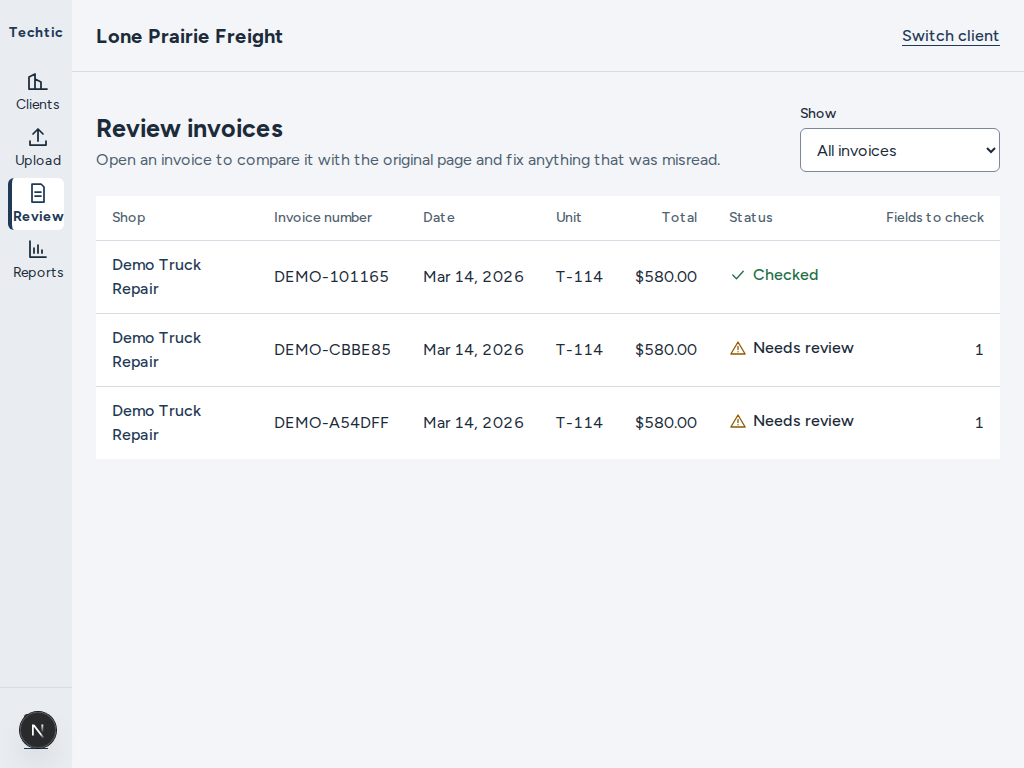 Techtic
Lone Prairie Freight
Switch client
Clients
Upload
Review
Reports
Review invoices
Open an invoice to compare it with the original page and fix anything that was misread.
Show
All invoices
Shop Invoice number Date Unit Total Status Fields to check
Demo Truck Repair DEMO-101165 Mar 14, 2026 T-114 $580.00 Checked
Demo Truck Repair DEMO-CBBE85 Mar 14, 2026 T-114 $580.00 Needs review 1
Demo Truck Repair DEMO-A54DFF Mar 14, 2026 T-114 $580.00 Needs review 1
N